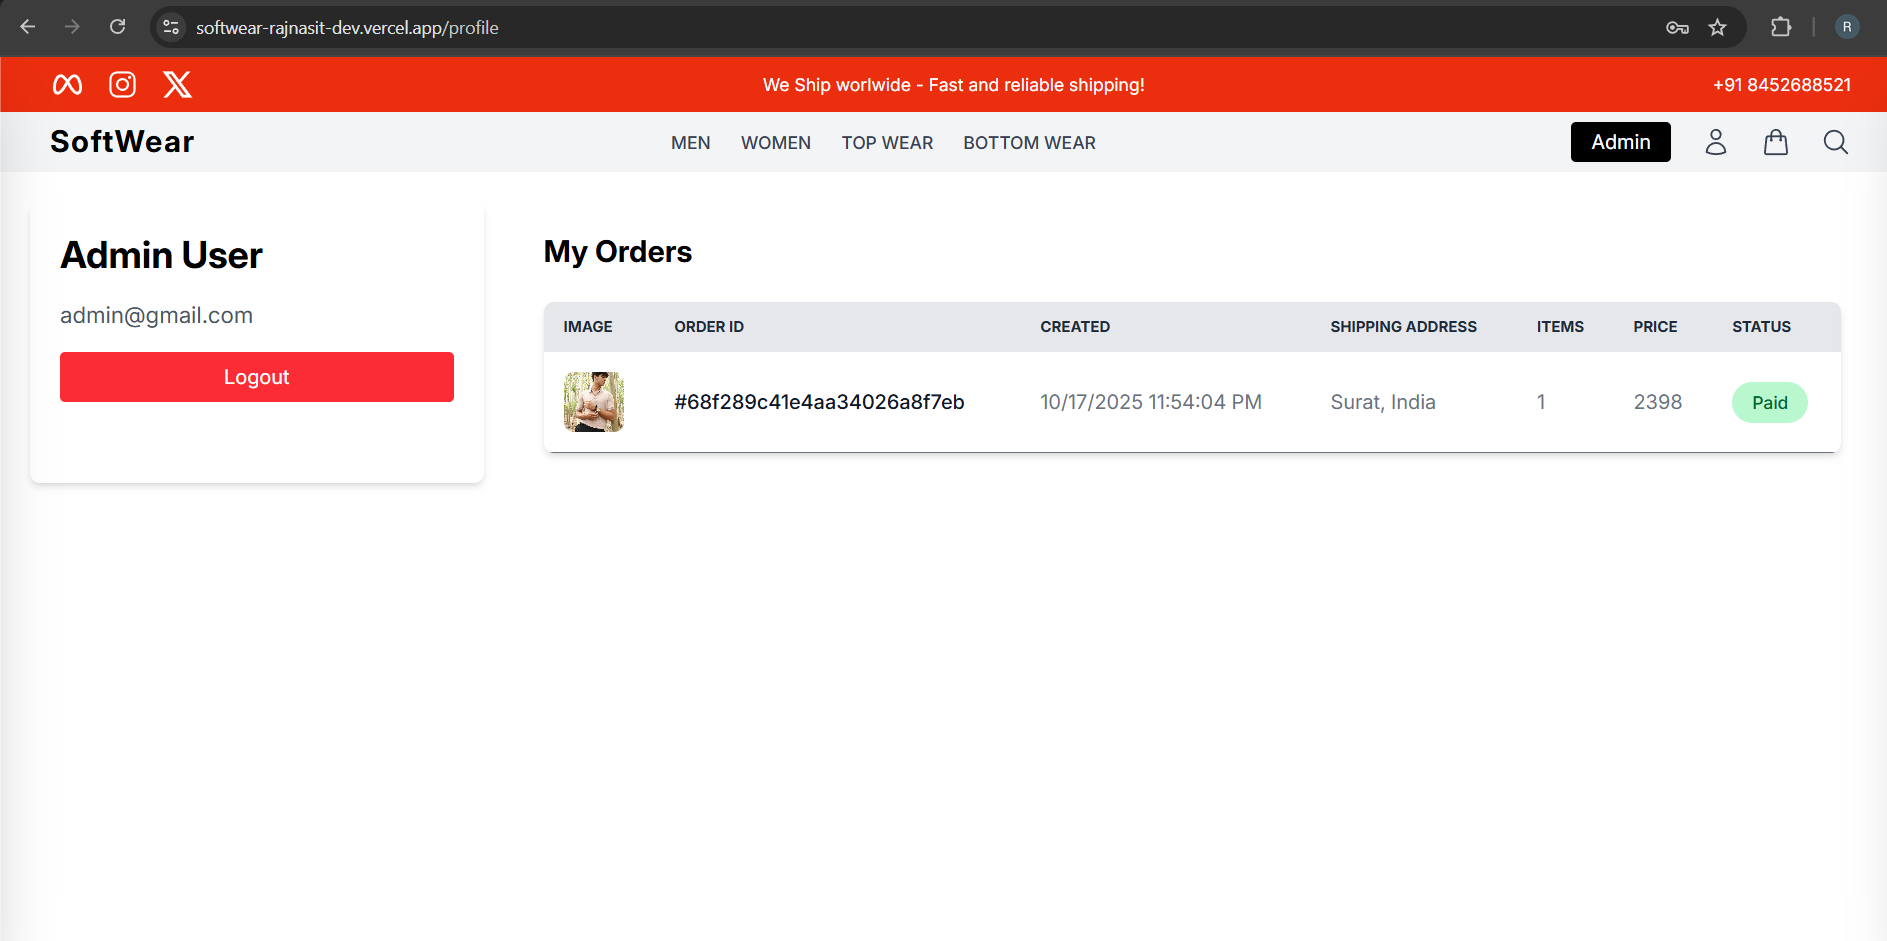 softwear-rajnasit-dev.vercel.app/profile
R
We Ship worlwide - Fast and reliable shipping!
+91 8452688521
SoftWear
MEN WOMEN TOP WEAR BOTTOM WEAR
Admin
Admin User
admin@gmail.com
Logout
My Orders
IMAGE ORDER ID CREATED SHIPPING ADDRESS ITEMS PRICE STATUS
#68f289c41e4aa34026a8f7eb 10/17/2025 11:54:04 PM Surat, India 1 2398 Paid